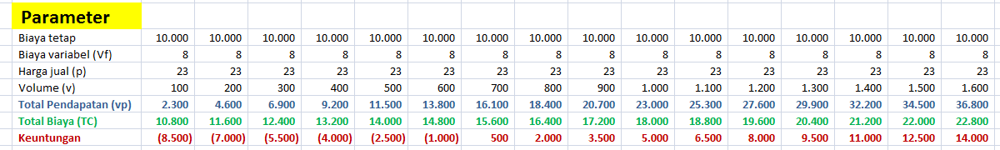 Parameter
Biaya tetap 10.000 10.000 10.000 10.000 10.000 10.000 10.000 10.000 10.000 10.000 10.000 10.000 10.000 10.000 10.000 10.000
Biaya variabel (Vf) 8 8 8 8 8 8 8 8 8 8 8 8 8 8 8 8
Harga jual (p) 23 23 23 23 23 23 23 23 23 23 23 23 23 23 23 23
Volume (v) 100 200 300 400 500 600 700 800 900 1.000 1.100 1.200 1.300 1.400 1.500 1.600
Total Pendapatan (vp) 2.300 4.600 6.900 9.200 11.500 13.800 16.100 18.400 20.700 23.000 25.300 27.600 29.900 32.200 34.500 36.800
Total Biaya (TC) 10.800 11.600 12.400 13.200 14.000 14.800 15.600 16.400 17.200 18.000 18.800 19.600 20.400 21.200 22.000 22.800
Keuntungan (8.500) (7.000) (5.500) (4.000) (2.500) (1.000) 500 2.000 3.500 5.000 6.500 8.000 9.500 11.000 12.500 14.000